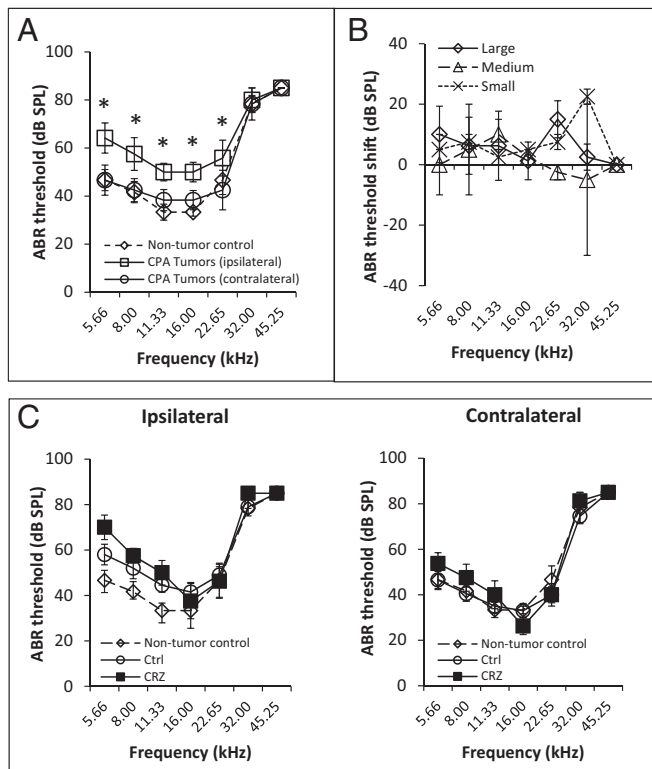 A
ABR threshold (dB SPL)
100
80
60
40
20
0
* * * * *
Non-tumor control
CPA Tumors (ipsilateral)
CPA Tumors (contralateral)
5.66 8.00 11.33 16.00 22.65 32.00 45.25
Frequency (kHz)
B
ABR threshold shift (dB SPL)
40
20
0
-20
-40
Large
Medium
Small
5.66 8.00 11.33 16.00 22.65 32.00 45.25
Frequency (kHz)
C
Ipsilateral
ABR threshold (dB SPL)
100
80
60
40
20
0
Non-tumor control
Ctrl
CRZ
5.66 8.00 11.33 16.00 22.65 32.00 45.25
Frequency (kHz)
Contralateral
ABR threshold (dB SPL)
100
80
60
40
20
0
Non-tumor control
Ctrl
CRZ
5.66 8.00 11.33 16.00 22.65 32.00 45.25
Frequency (kHz)